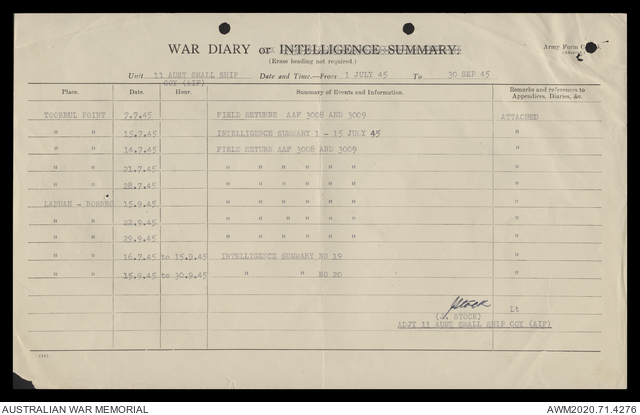 WAR DIARY or INTELLIGENCE SUMMARY.
(Erase heading not required.)
Army Form
Unit 11 AUST SMALL SHIP COY (AIF) Date and Time.—From 1 JULY 45 To 30 SEP 45
Place. Date. Hour. Summary of Events and Information. Remarks and references to Appendices, Diaries, &c.
TOORBUL POINT 7.7.45 FIELD RETURNS AAF 3008 AND 3009 ATTACHED
" " 15.7.45 INTELLIGENCE SUMMARY 1 - 15 JULY 45 "
" " 14.7.45 FIELD RETURN AAF 3008 AND 3009 "
" " 21.7.45 " " " " " " "
" " 28.7.45 " " " " " " "
LABUAN - BORNEO 15.9.45 " " " " " " "
" " 22.9.45 " " " " " " "
" " 29.9.45 " " " " " " "
" " 16.7.45 to 15.9.45 INTELLIGENCE SUMMARY NO 19 "
" " 15.9.45 to 30.9.45 " " NO 20 "
JStock Lt
(J. STOCK)
ADJT 11 AUST SMALL SHIP COY (AIF)
AUSTRALIAN WAR MEMORIAL
AWM2020.71.4276